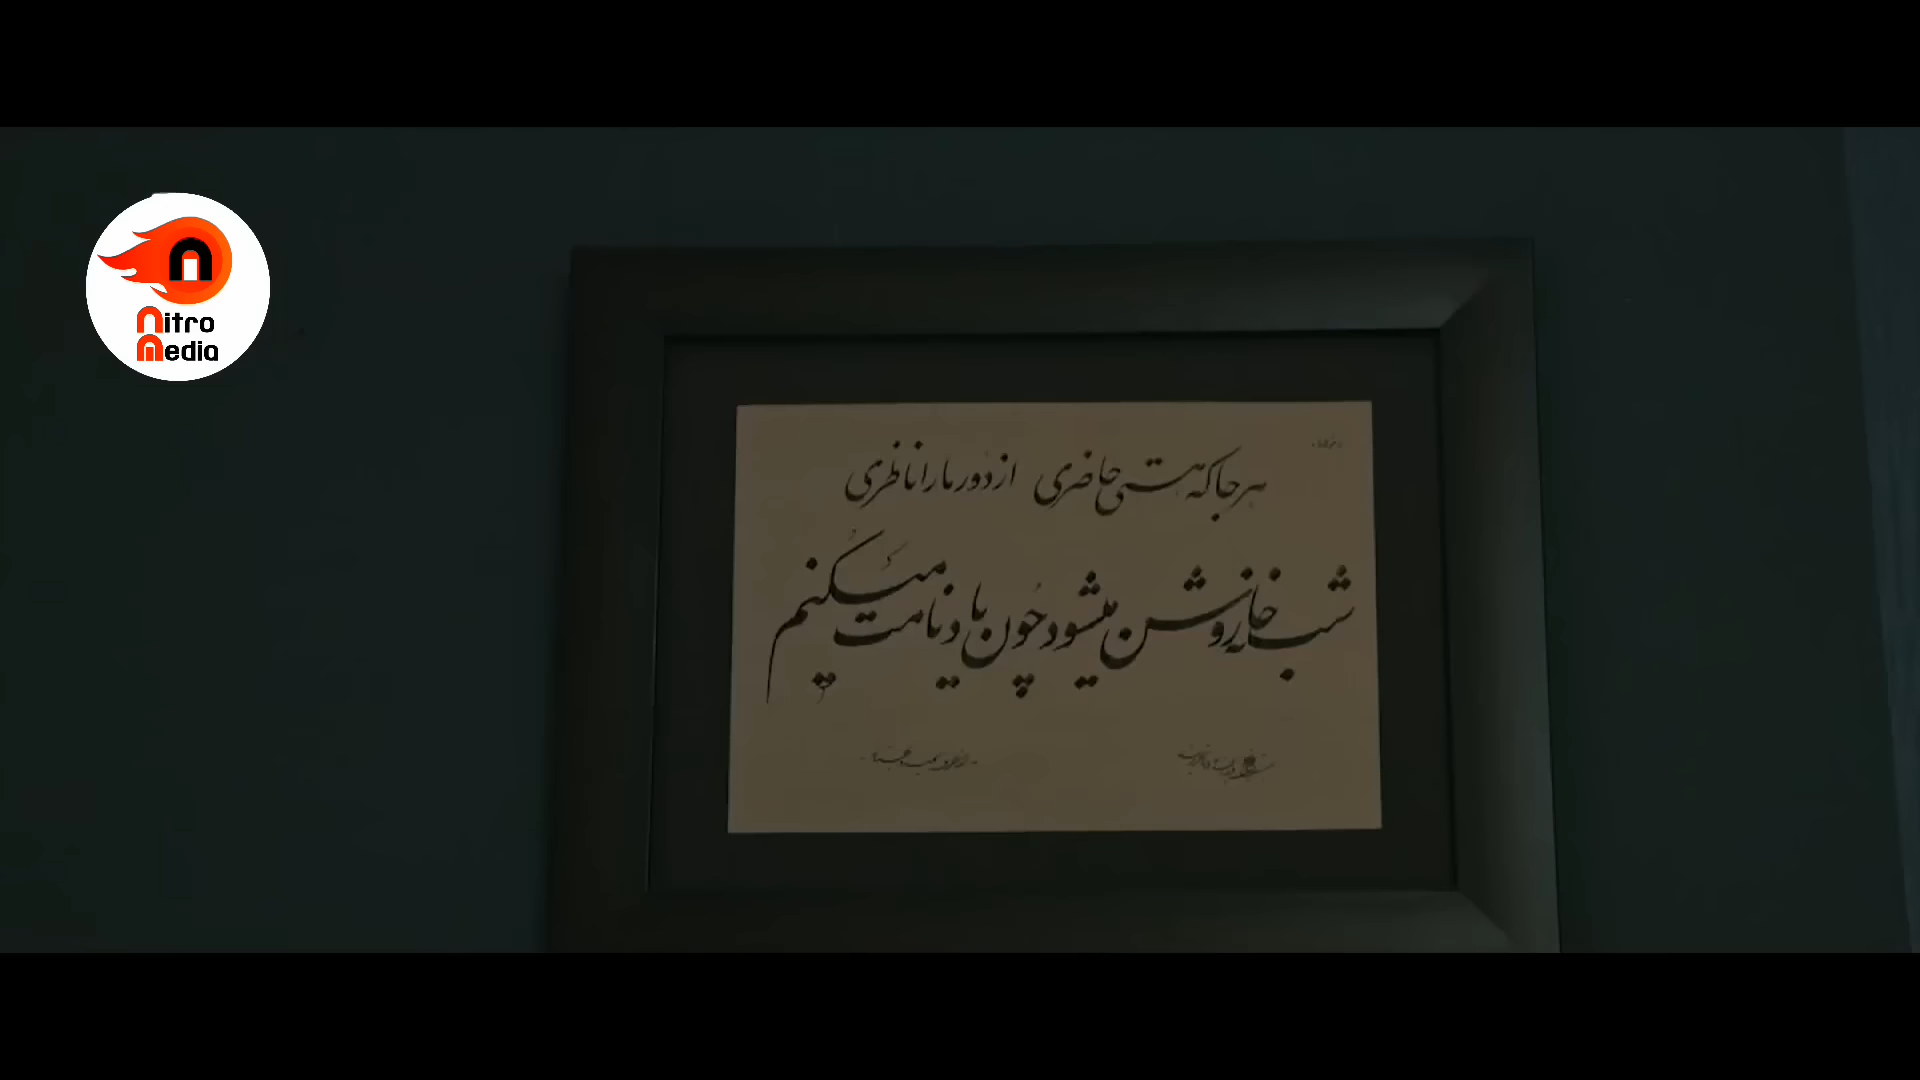 nitro
media
هر جا که هستی حاضری از دور ما را ناظری
شب خانه روشن میشود چون یاد نامت میکنم